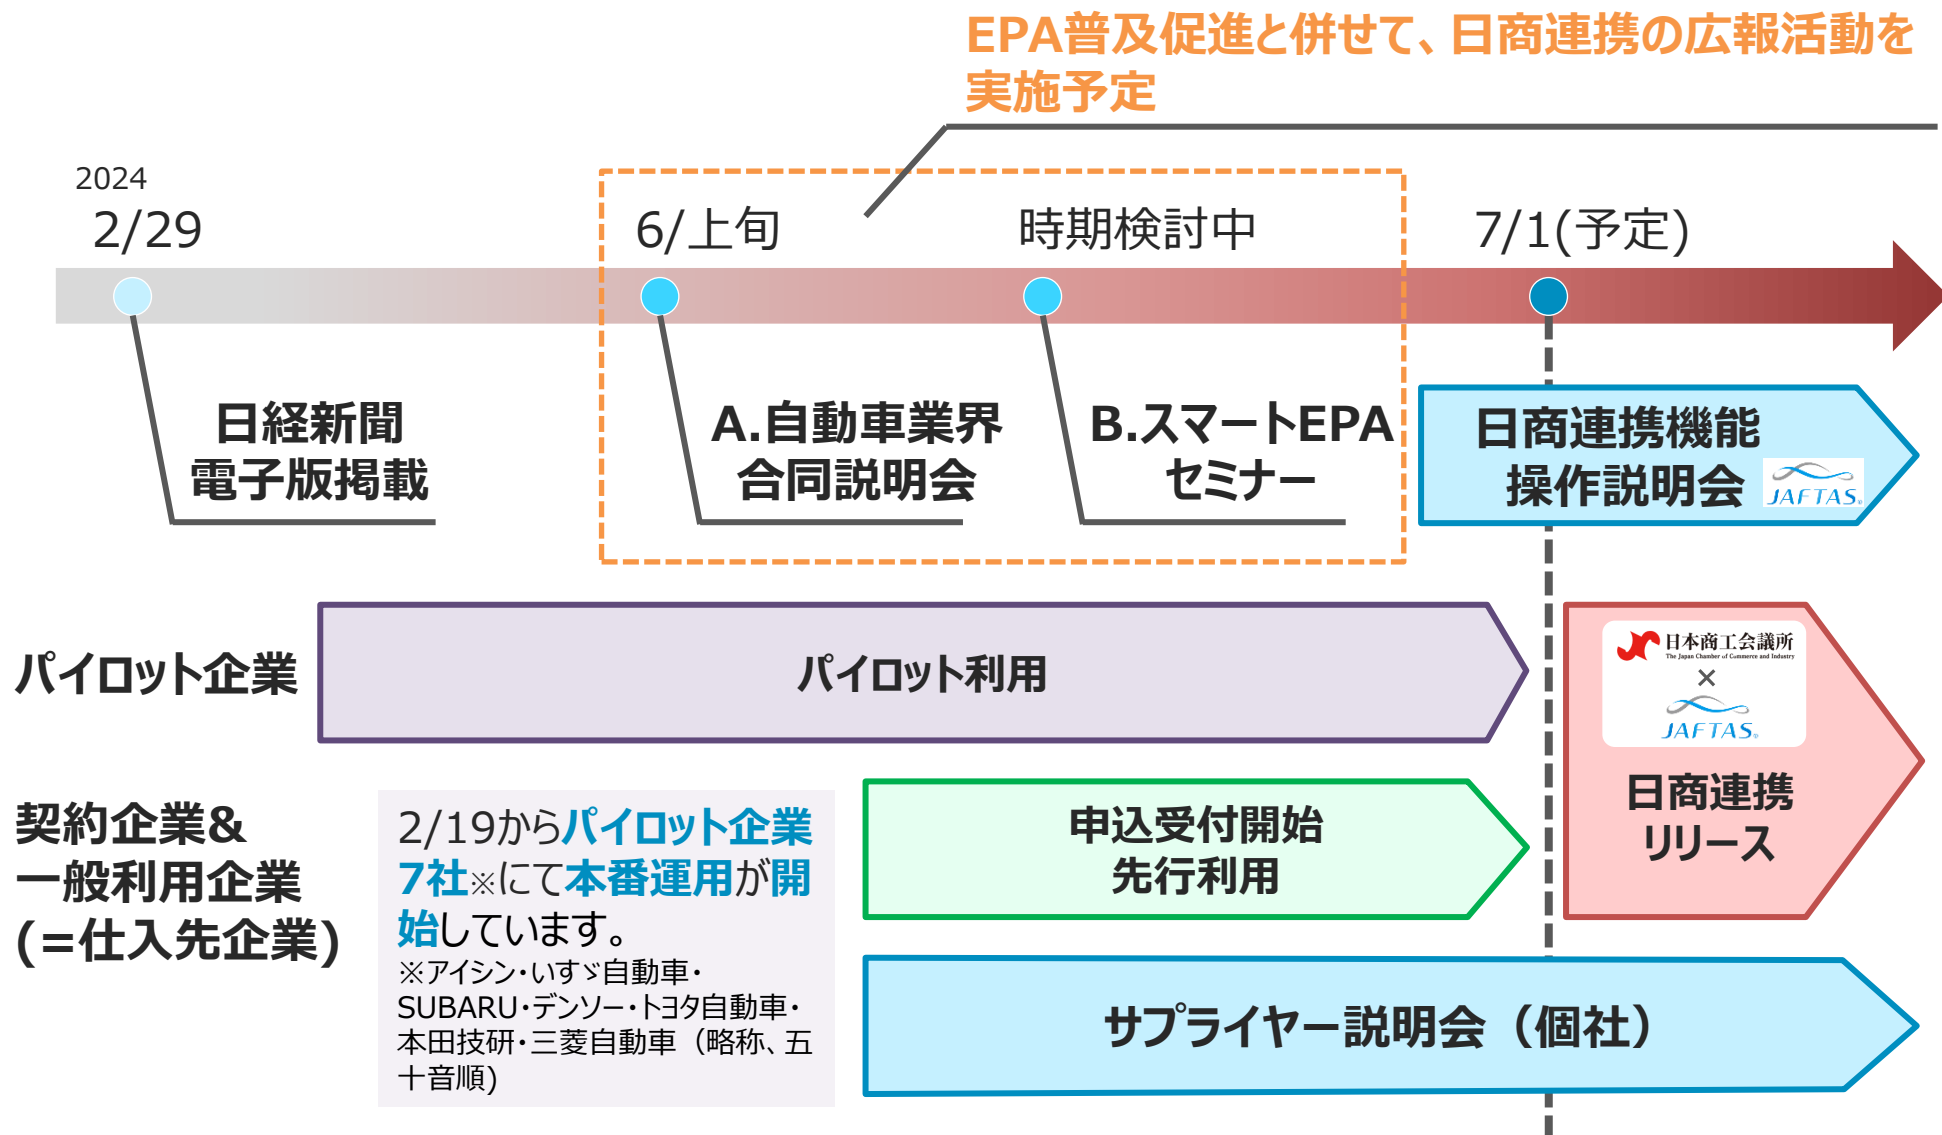 EPA普及促進と併せて、日商連携の広報活動を
実施予定
2024
2/29
6/上旬
時期検討中
7/1(予定)
日経新聞
電子版掲載
A.自動車業界
合同説明会
B.スマートEPA
セミナー
日商連携機能
操作説明会
JAFTAS®
パイロット企業
パイロット利用
日本商工会議所
The Japan Chamber of Commerce and Industry
×
JAFTAS®
日商連携
リリース
契約企業&
一般利用企業
(=仕入先企業)
2/19からパイロット企業
7社※にて本番運用が開
始しています。
※アイシン・いすゞ自動車・
SUBARU・デンソー・トヨタ自動車・
本田技研・三菱自動車（略称、五
十音順)
申込受付開始
先行利用
サプライヤー説明会（個社）